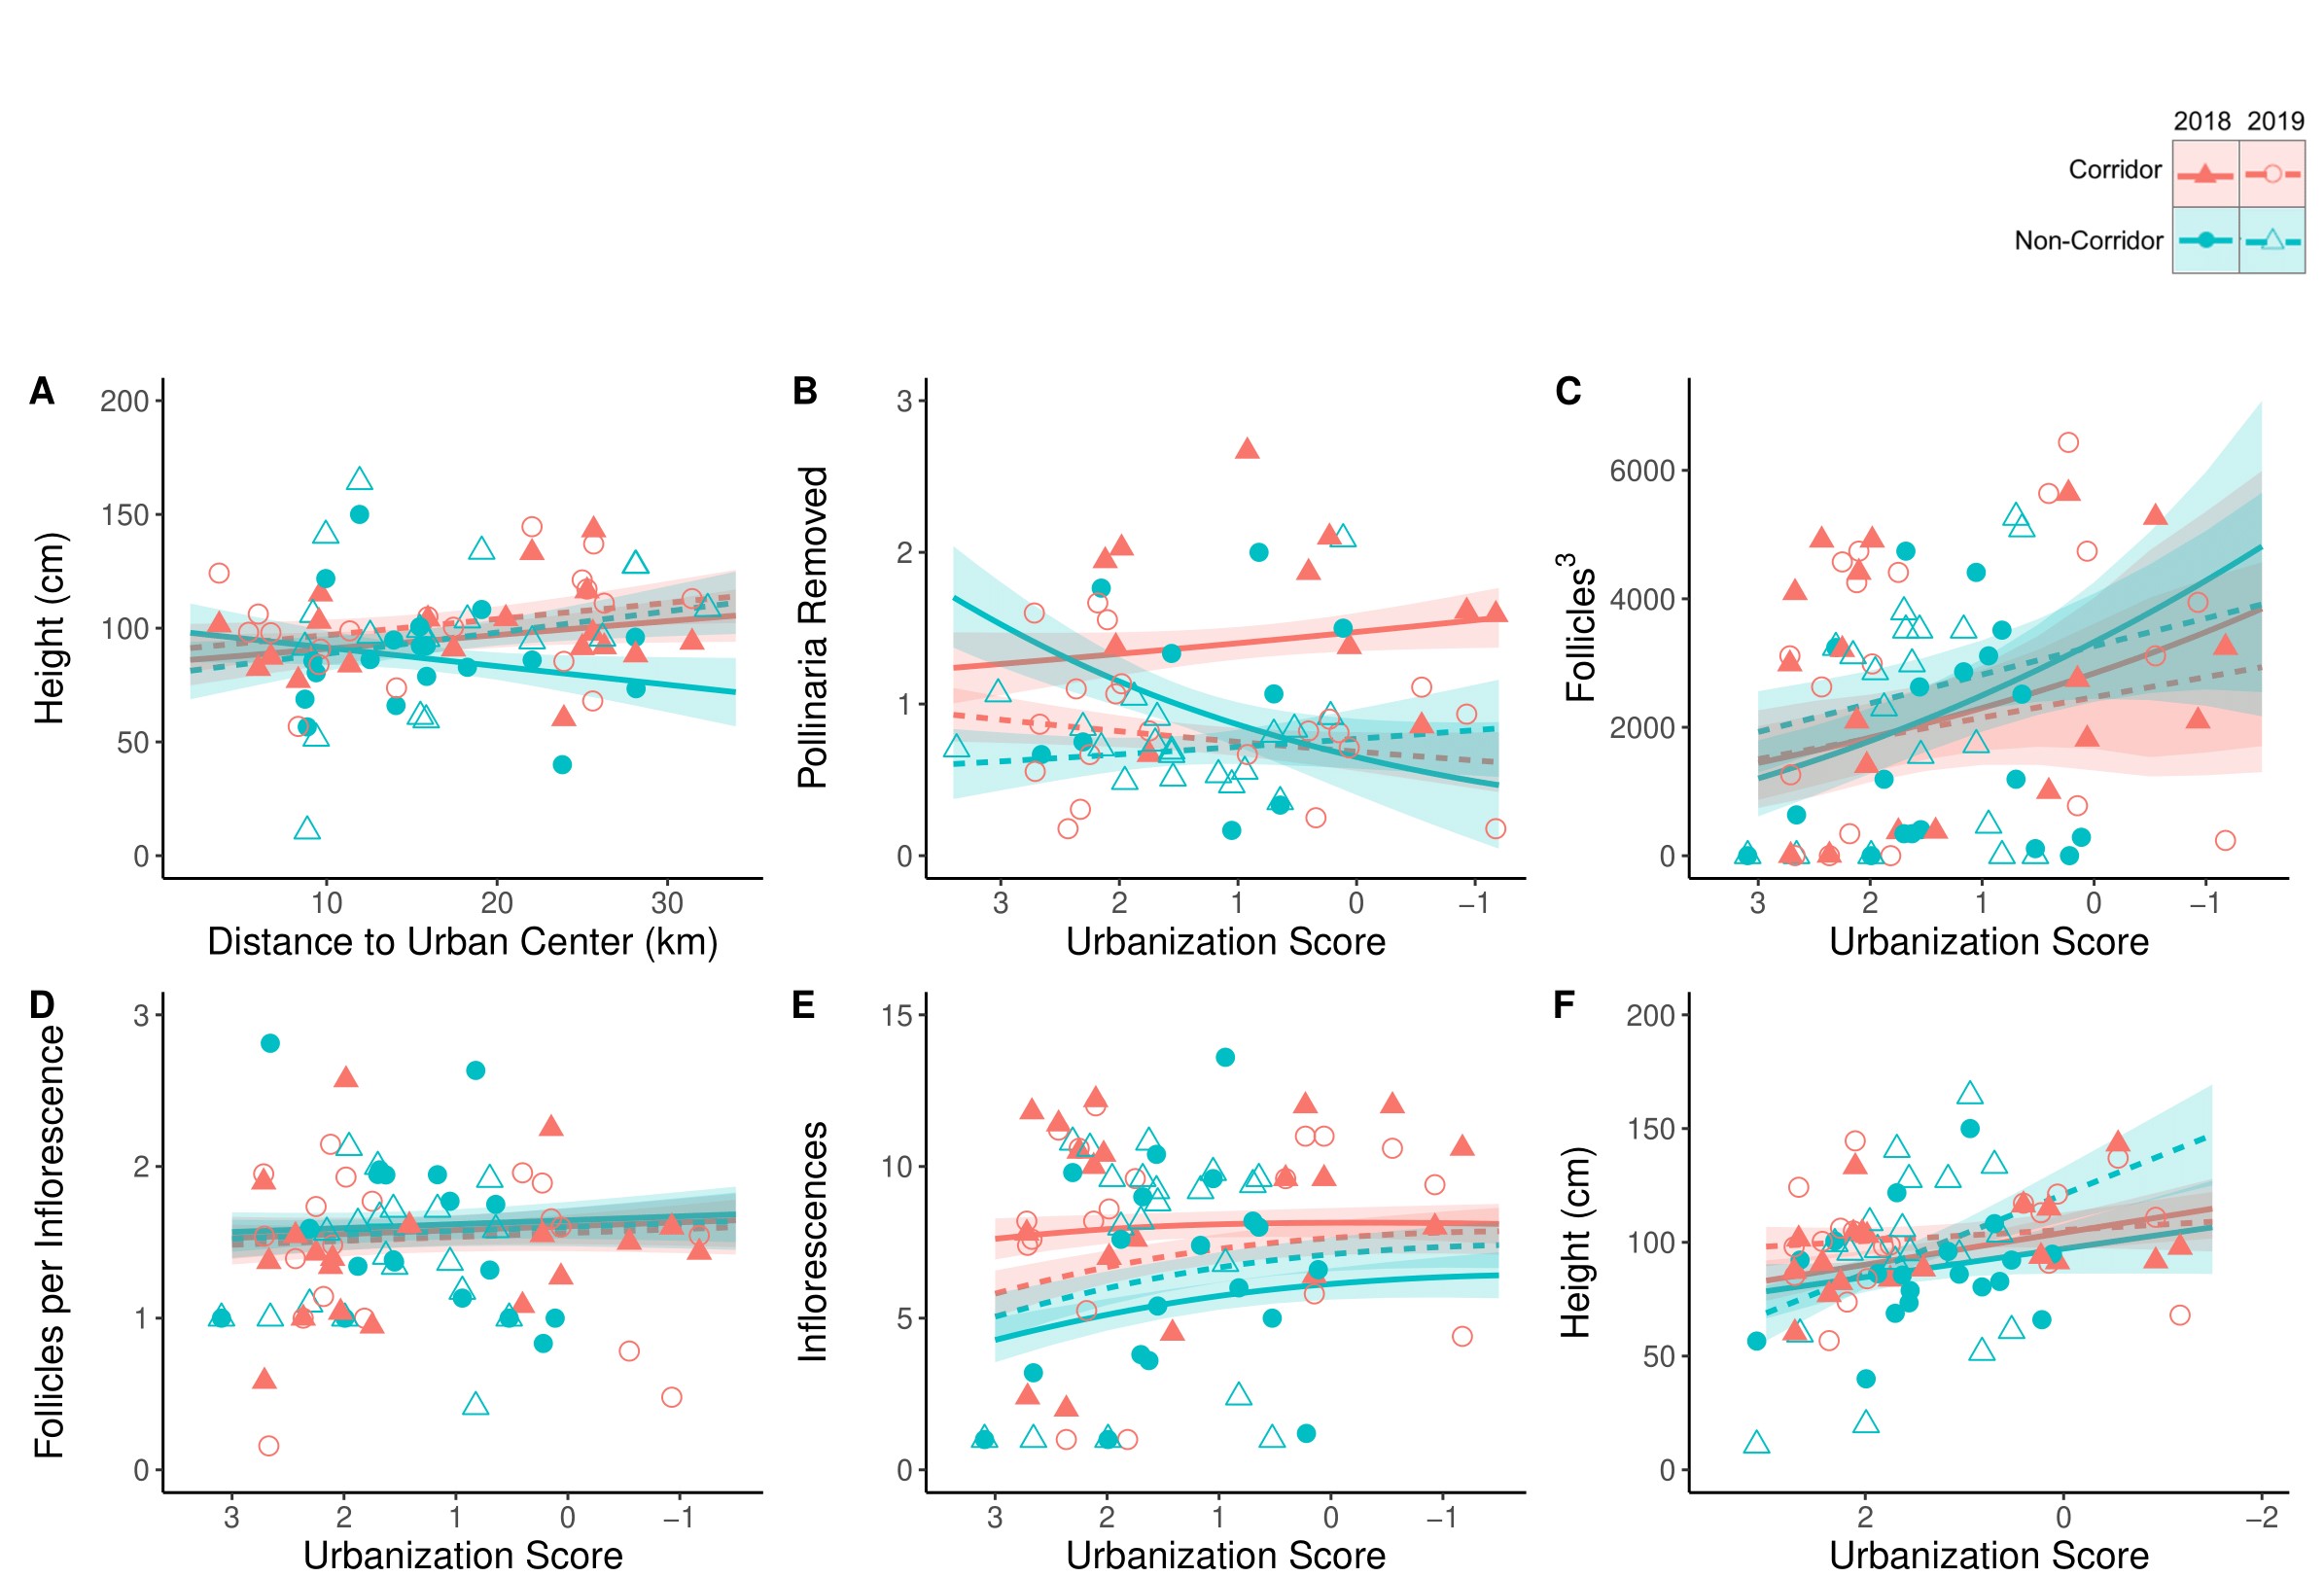 2018 2019
Corridor
Non-Corridor
A
Height (cm)
200
150
100
50
0
10 20 30
Distance to Urban Center (km)
B
Pollinaria Removed
3
2
1
0
3 2 1 0 −1
Urbanization Score
C
Follicles3
6000
4000
2000
0
3 2 1 0 −1
Urbanization Score
D
Follicles per Inflorescence
3
2
1
0
3 2 1 0 −1
Urbanization Score
E
Inflorescences
15
10
5
0
3 2 1 0 −1
Urbanization Score
F
Height (cm)
200
150
100
50
0
2 0 −2
Urbanization Score